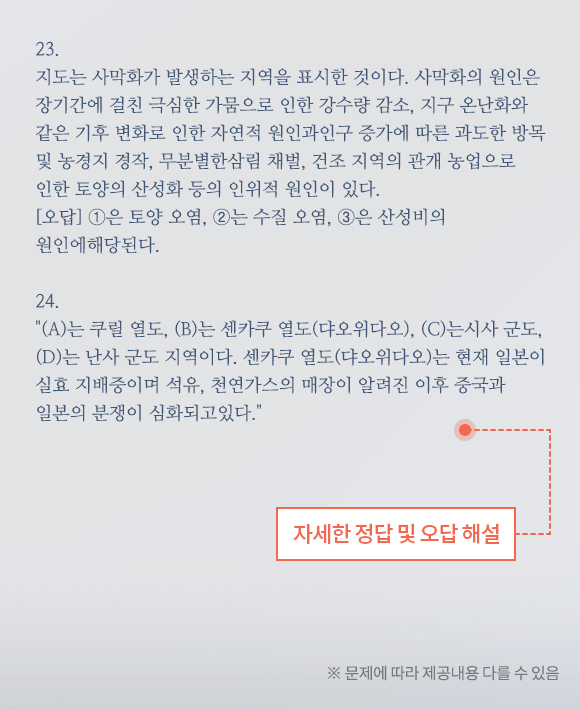 23.
지도는 사막화가 발생하는 지역을 표시한 것이다. 사막화의 원인은
장기간에 걸친 극심한 가뭄으로 인한 강수량 감소, 지구 온난화와
같은 기후 변화로 인한 자연적 원인과인구 증가에 따른 과도한 방목
및 농경지 경작, 무분별한삼림 채벌, 건조 지역의 관개 농업으로
인한 토양의 산성화 등의 인위적 원인이 있다.
[오답] ①은 토양 오염, ②는 수질 오염, ③은 산성비의
원인에해당된다.
24.
"(A)는 쿠릴 열도, (B)는 센카쿠 열도(댜오위다오), (C)는시사 군도,
(D)는 난사 군도 지역이다. 센카쿠 열도(댜오위다오)는 현재 일본이
실효 지배중이며 석유, 천연가스의 매장이 알려진 이후 중국과
일본의 분쟁이 심화되고있다."
자세한 정답 및 오답 해설
※ 문제에 따라 제공내용 다를 수 있음